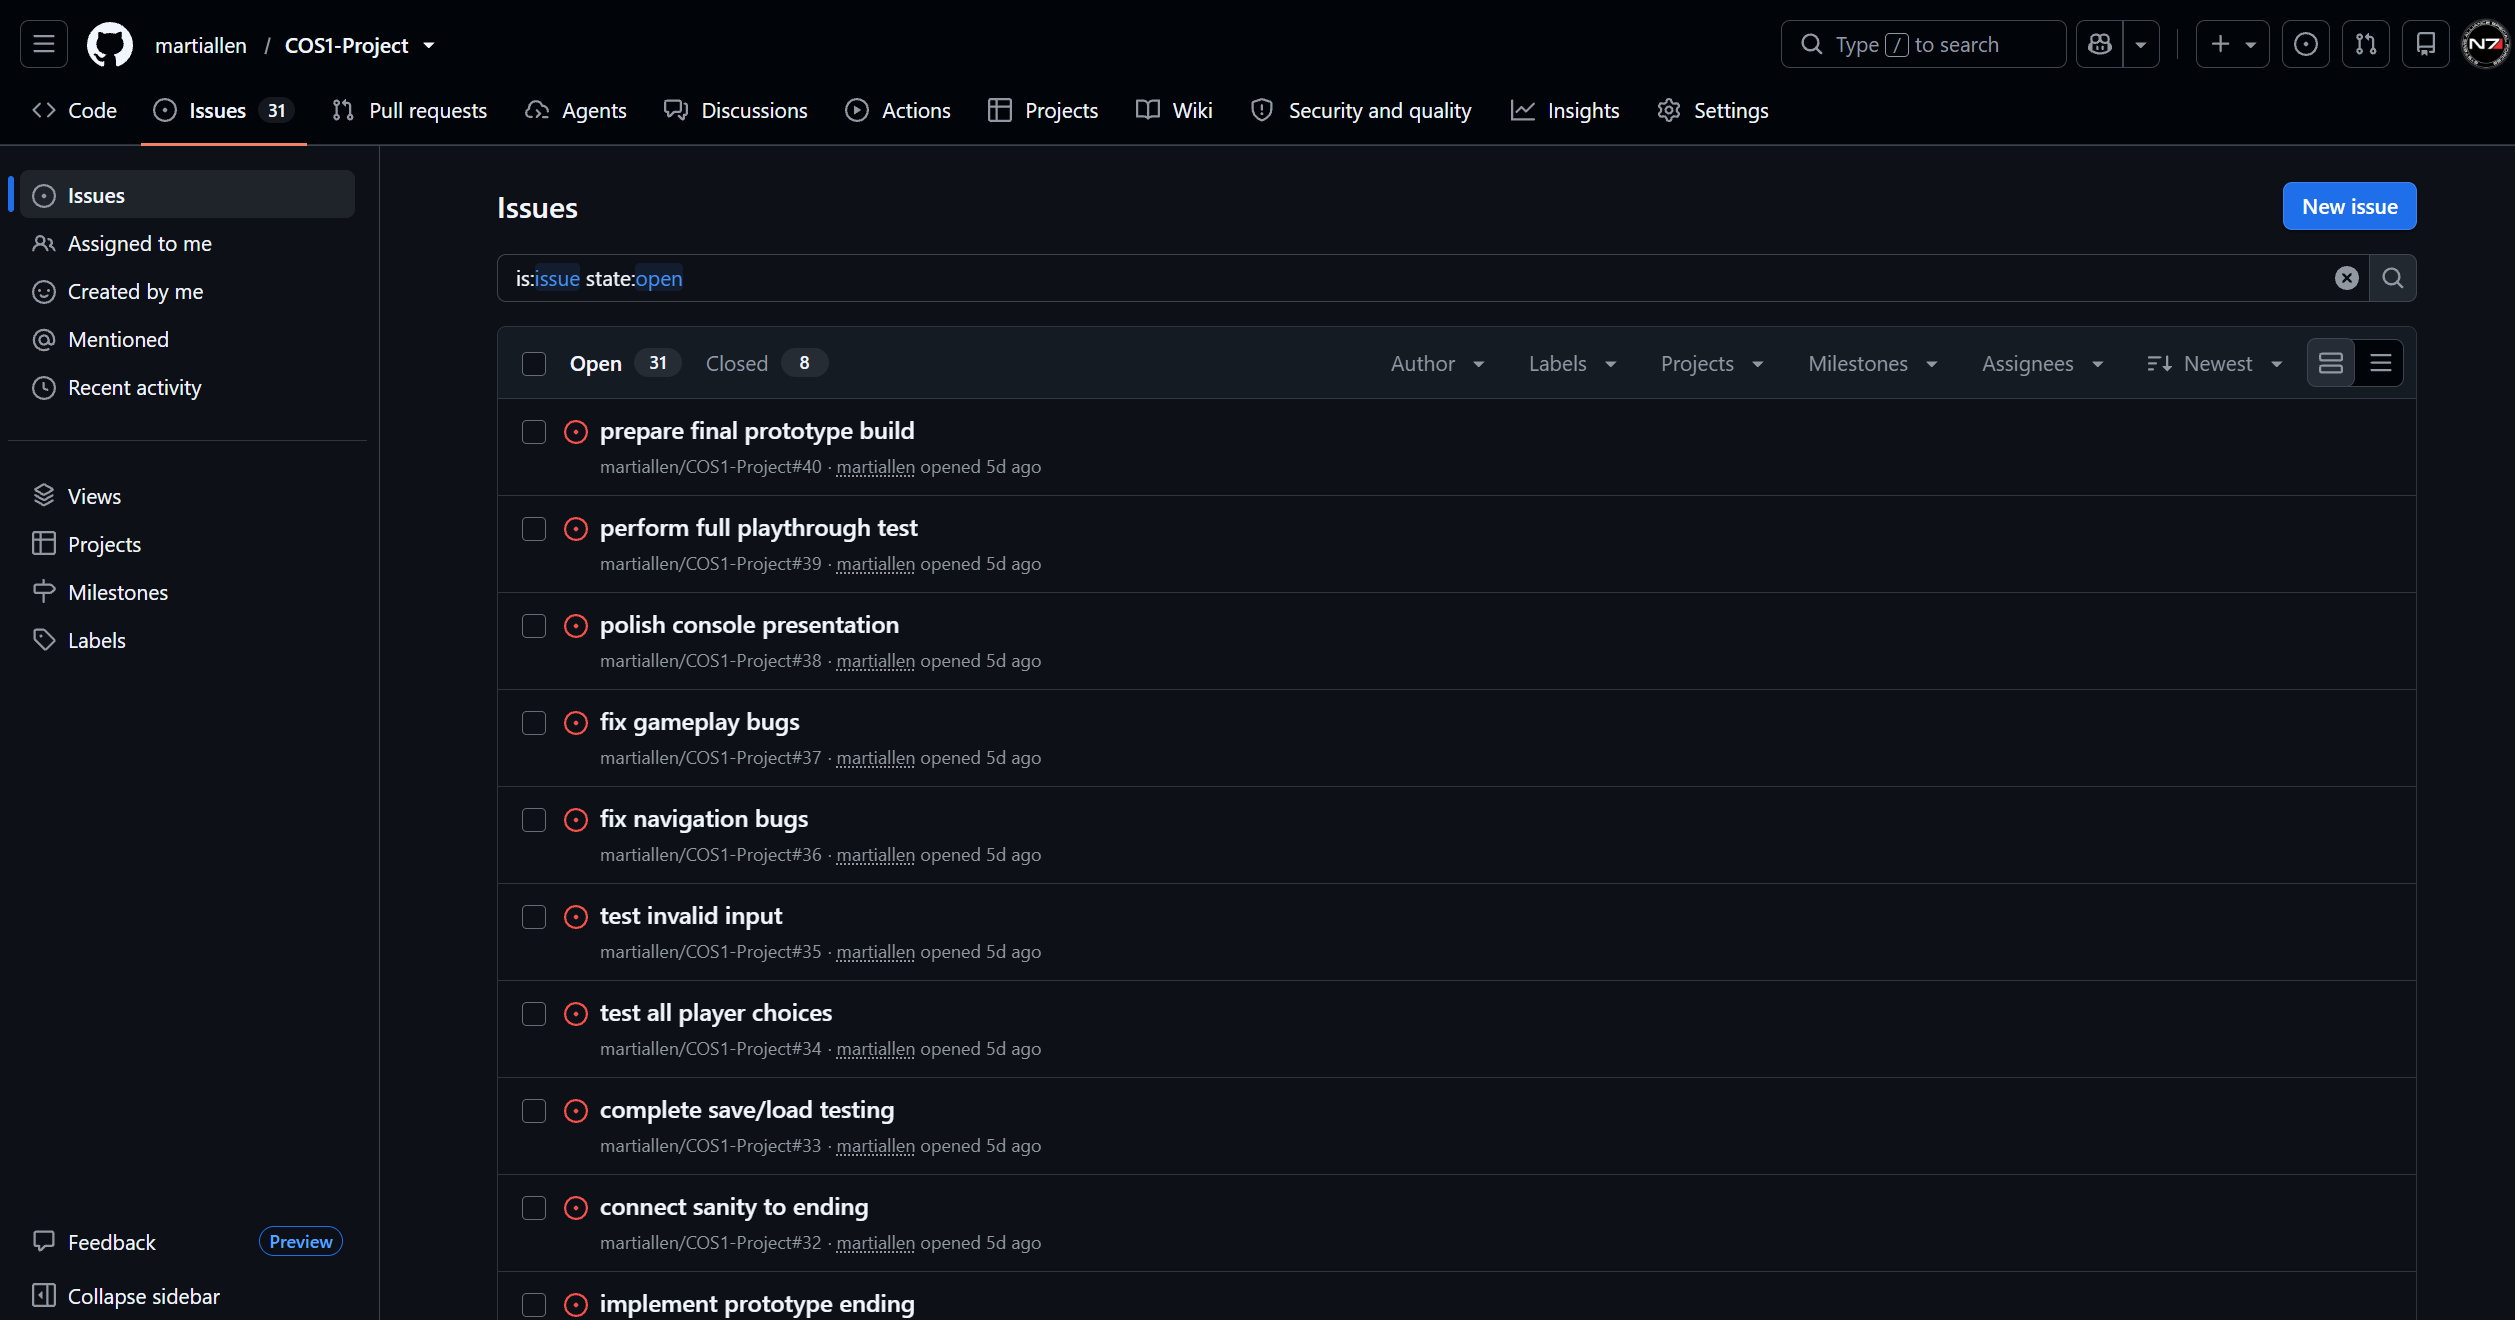 martiallen / COS1-Project
Type / to search
Code
Issues 31
Pull requests
Agents
Discussions
Actions
Projects
Wiki
Security and quality
Insights
Settings
Issues
Assigned to me
Created by me
Mentioned
Recent activity
Views
Projects
Milestones
Labels
Feedback Preview
Collapse sidebar
Issues
New issue
is:issue state:open
Open 31 Closed 8 Author Labels Projects Milestones Assignees Newest
prepare final prototype build
martiallen/COS1-Project#40 · martiallen opened 5d ago
perform full playthrough test
martiallen/COS1-Project#39 · martiallen opened 5d ago
polish console presentation
martiallen/COS1-Project#38 · martiallen opened 5d ago
fix gameplay bugs
martiallen/COS1-Project#37 · martiallen opened 5d ago
fix navigation bugs
martiallen/COS1-Project#36 · martiallen opened 5d ago
test invalid input
martiallen/COS1-Project#35 · martiallen opened 5d ago
test all player choices
martiallen/COS1-Project#34 · martiallen opened 5d ago
complete save/load testing
martiallen/COS1-Project#33 · martiallen opened 5d ago
connect sanity to ending
martiallen/COS1-Project#32 · martiallen opened 5d ago
implement prototype ending
N7